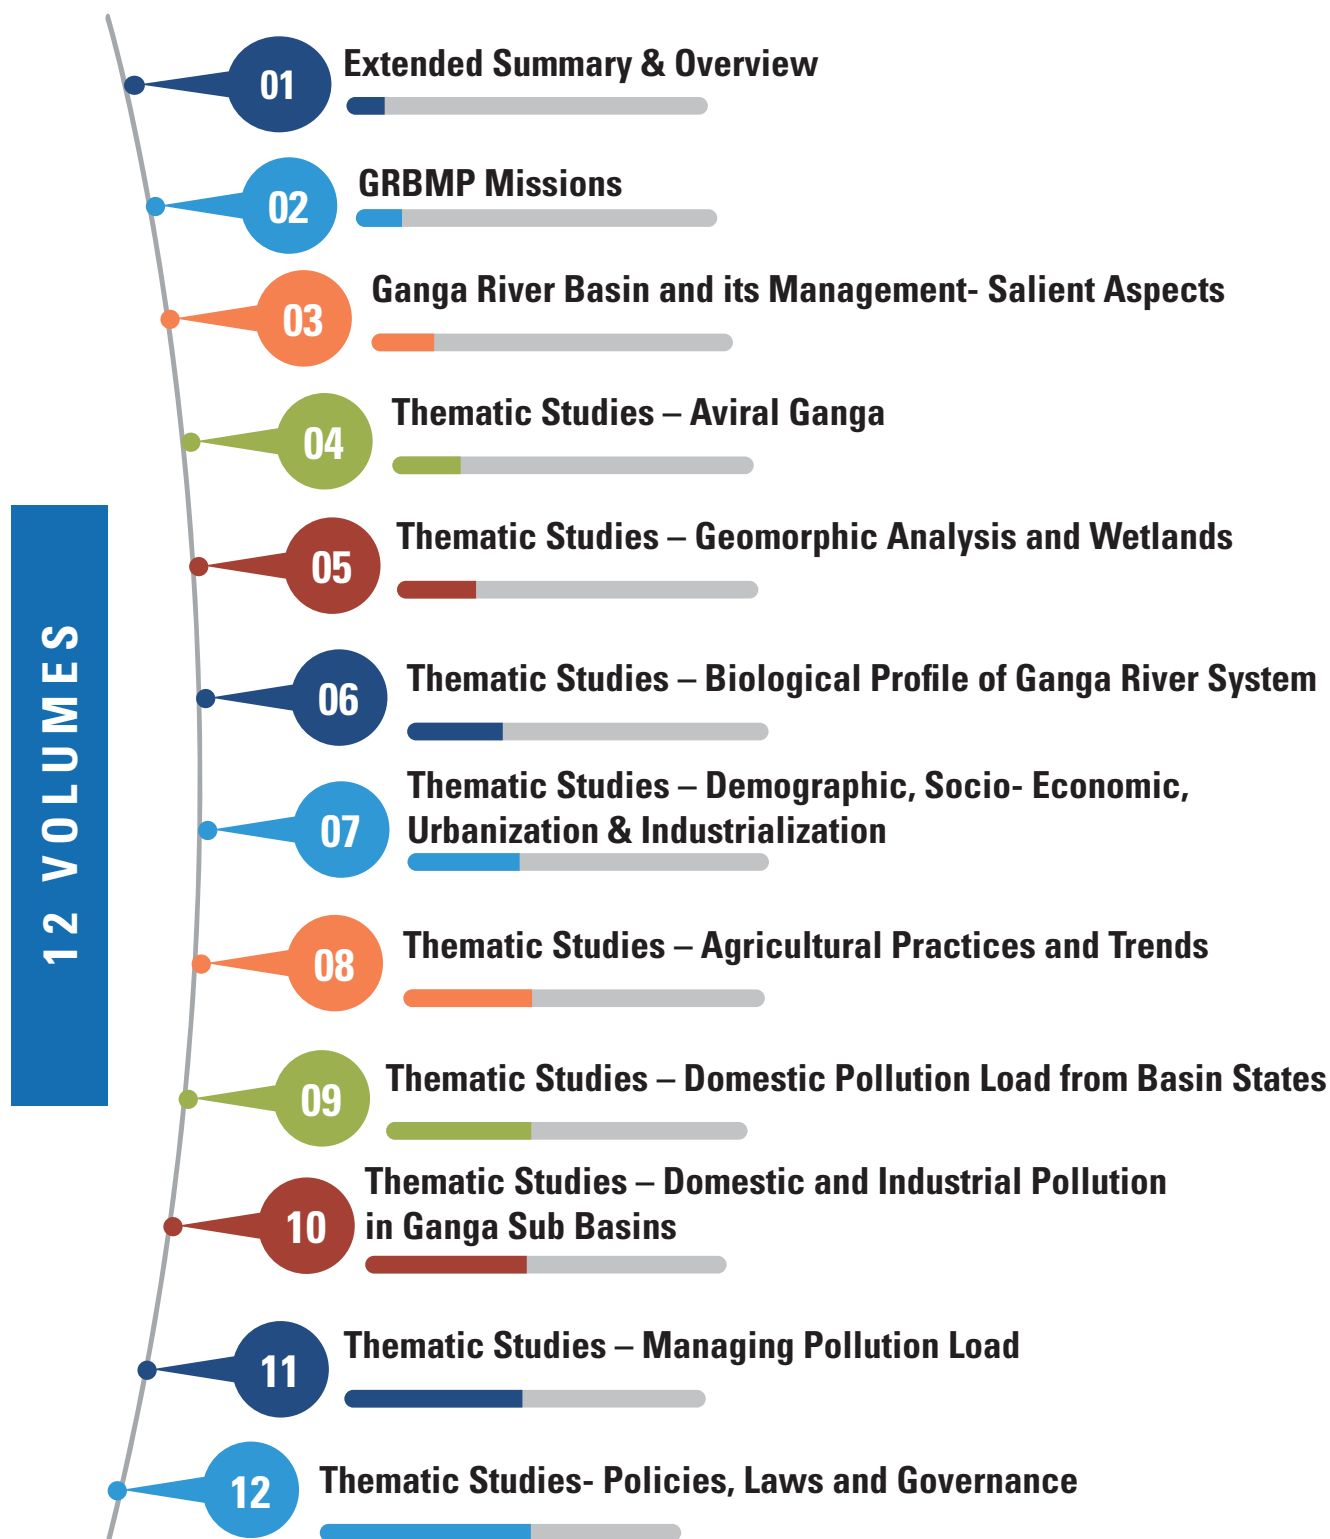 01
Extended Summary & Overview
02
GRBMP Missions
03
Ganga River Basin and its Management- Salient Aspects
04
Thematic Studies – Aviral Ganga
05
Thematic Studies – Geomorphic Analysis and Wetlands
12 VOLUMES
06
Thematic Studies – Biological Profile of Ganga River System
07
Thematic Studies – Demographic, Socio- Economic,
Urbanization & Industrialization
08
Thematic Studies – Agricultural Practices and Trends
09
Thematic Studies – Domestic Pollution Load from Basin States
10
Thematic Studies – Domestic and Industrial Pollution
in Ganga Sub Basins
11
Thematic Studies – Managing Pollution Load
12
Thematic Studies- Policies, Laws and Governance